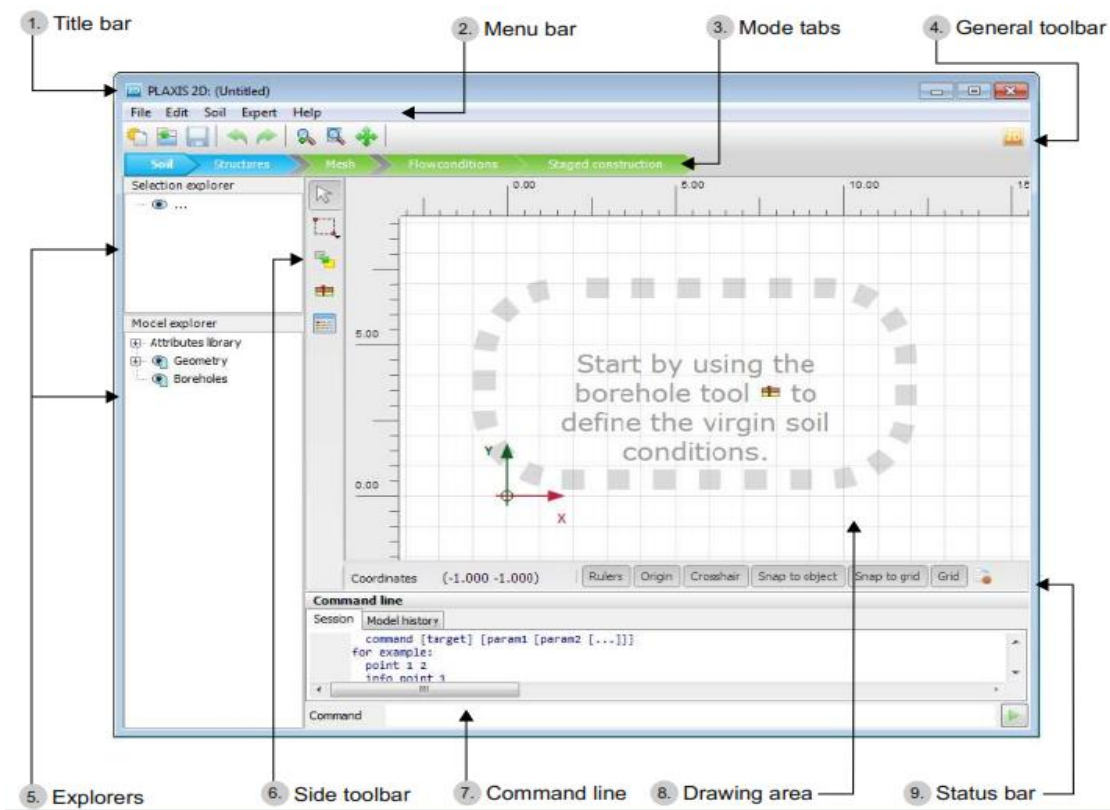 1. Title bar
2. Menu bar
3. Mode tabs
4. General toolbar
PLAXIS 2D: (Untitled)
File Edit Soil Expert Help
Soil Structures Mesh Flow conditions Staged construction
Selection explorer
...
0.00 5.00 10.00 15
Model explorer
Attributes library
Geometry
Boreholes
5.00
Start by using the
borehole tool to
define the virgin soil
conditions.
Y
0.00
X
Coordinates (-1.000 -1.000) Rulers Origin Crosshair Snap to object Snap to grid Grid
Command line
Session Model history
command [target] [param1 [param2 [...]]]
for example:
point 1 2
info point 1
Command
5. Explorers
6. Side toolbar
7. Command line
8. Drawing area
9. Status bar